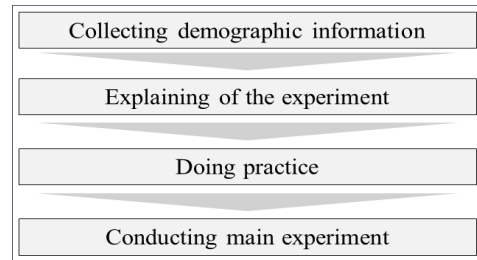 Collecting demographic information
Explaining of the experiment
Doing practice
Conducting main experiment